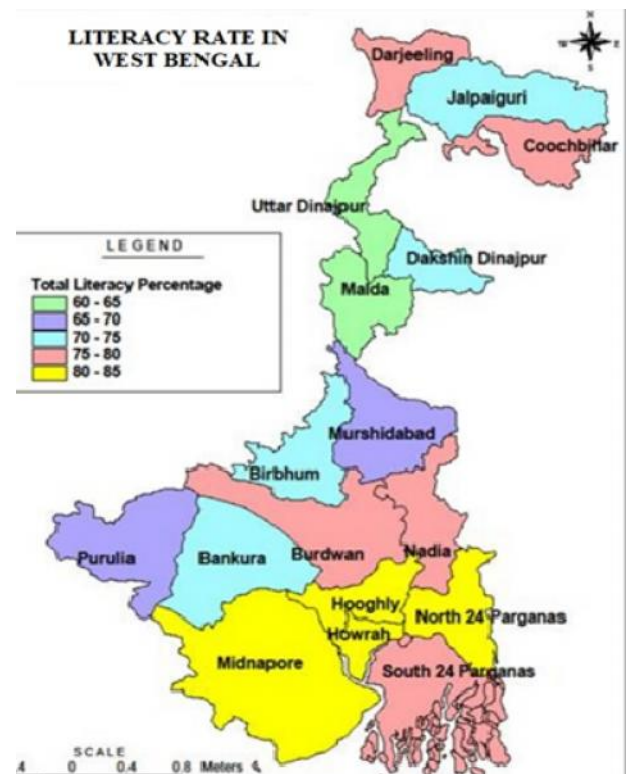 LITERACY RATE IN
WEST BENGAL
N
E
S
Darjeeling
Jalpaiguri
Coochbihar
Uttar Dinajpur
LEGEND
Dakshin Dinajpur
Total Literacy Percentage
Malda
60 - 65
65 - 70
70 - 75
75 - 80
80 - 85
Murshidabad
Birbhum
Purulia
Bankura
Burdwan
Nadia
Hooghly
North 24 Parganas
Howrah
Midnapore
South 24 Parganas
SCALE
.4 0 0.4 0.8 Meters